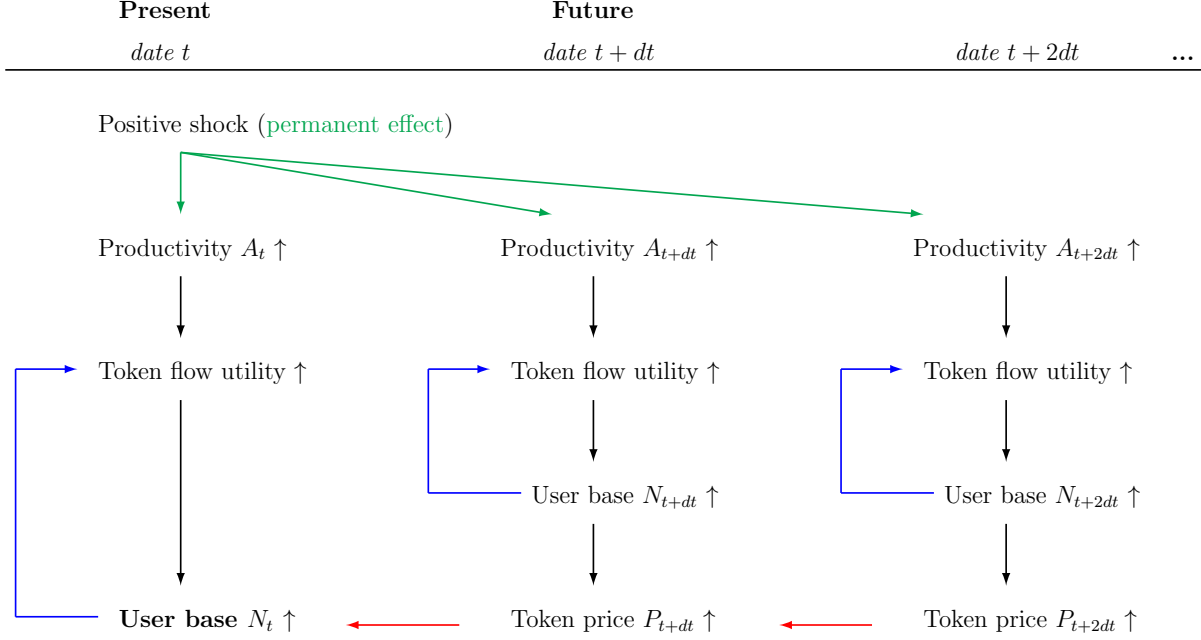 Present Future
date t date t + dt date t + 2dt ...
Positive shock (permanent effect)
Productivity A_t ↑ Productivity A_{t+dt} ↑ Productivity A_{t+2dt} ↑
Token flow utility ↑ Token flow utility ↑ Token flow utility ↑
User base N_{t+dt} ↑ User base N_{t+2dt} ↑
User base N_t ↑ Token price P_{t+dt} ↑ Token price P_{t+2dt} ↑